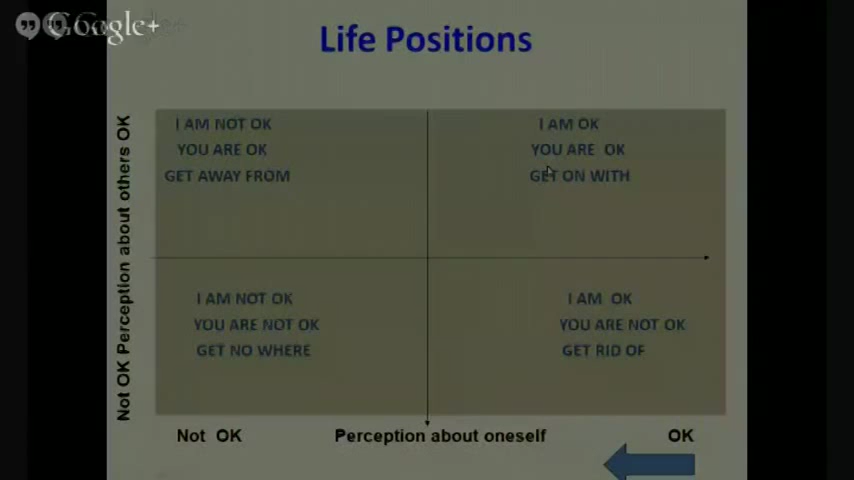 Google+
Life Positions
I AM NOT OK
YOU ARE OK
GET AWAY FROM
I AM OK
YOU ARE OK
GET ON WITH
I AM NOT OK
YOU ARE NOT OK
GET NO WHERE
I AM OK
YOU ARE NOT OK
GET RID OF
Not OK Perception about others OK
Not OK Perception about oneself OK